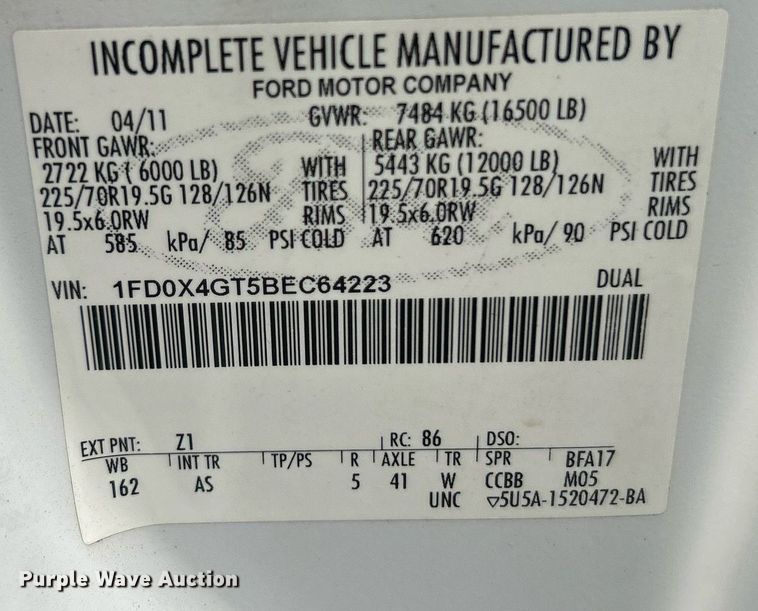 INCOMPLETE VEHICLE MANUFACTURED BY
FORD MOTOR COMPANY
DATE: 04/11 GVWR: 7484 KG (16500 LB)
FRONT GAWR: REAR GAWR:
2722 KG ( 6000 LB) WITH 5443 KG (12000 LB) WITH
225/70R19.5G 128/126N TIRES 225/70R19.5G 128/126N TIRES
19.5x6.0RW RIMS 19.5x6.0RW RIMS
AT 585 kPa/ 85 PSI COLD AT 620 kPa/ 90 PSI COLD
VIN: 1FD0X4GT5BEC64223 DUAL
EXT PNT: Z1 RC: 86 DSO:
WB INT TR TP/PS R AXLE TR SPR BFA17
162 AS 5 41 W CCBB M05
UNC ▽5U5A-1520472-BA
Purple Wave Auction